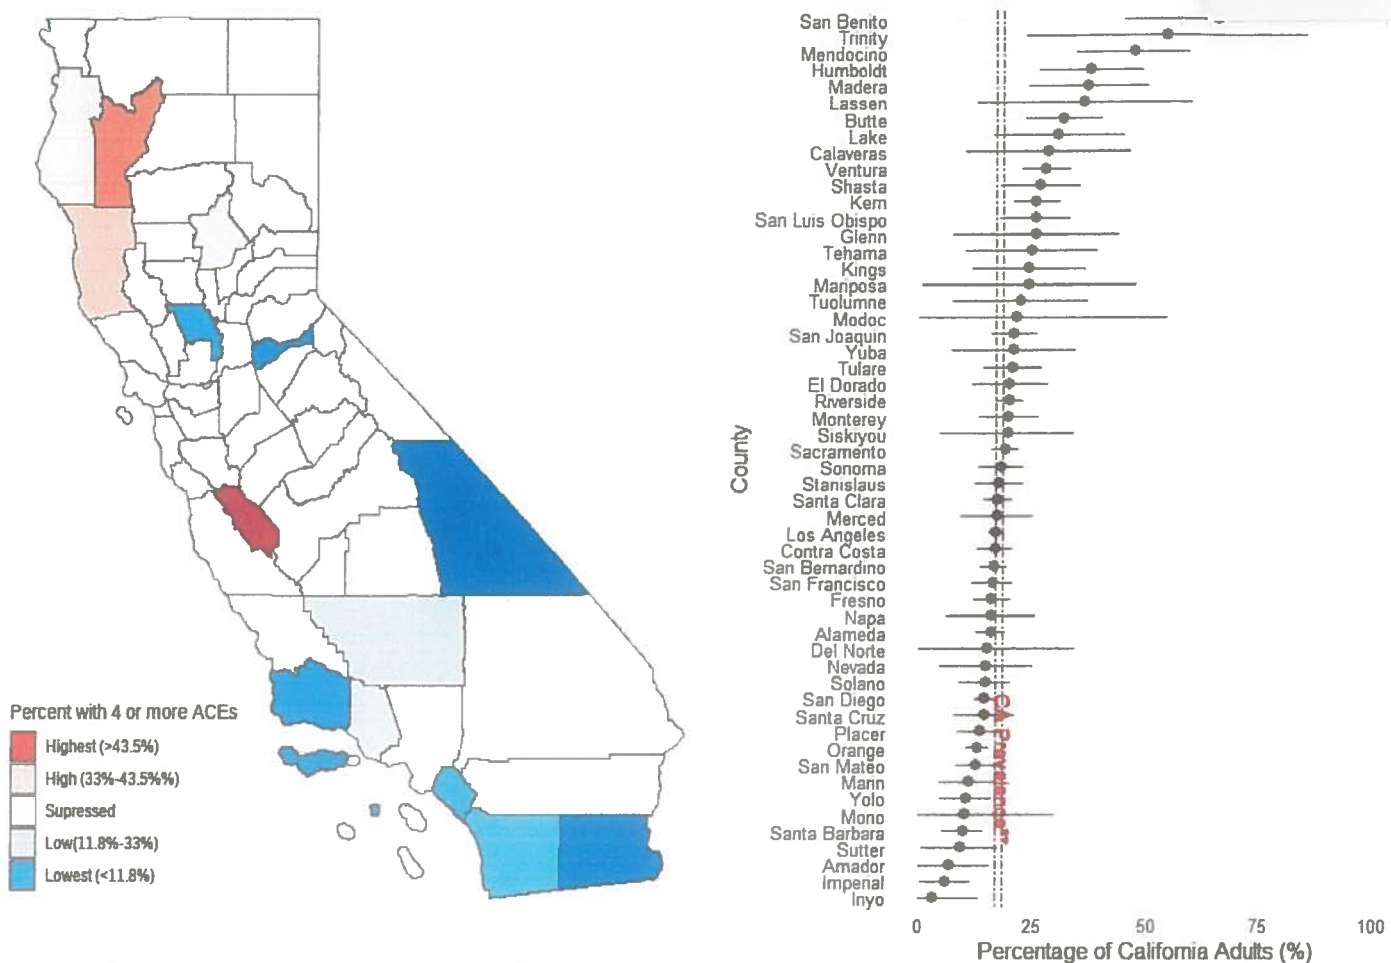 Percent with 4 or more ACEs
Highest (>43.5%)
High (33%-43.5%%)
Supressed
Low(11.8%-33%)
Lowest (<11.8%)
County
San Benito
Trinity
Mendocino
Humboldt
Madera
Lassen
Butte
Lake
Calaveras
Ventura
Shasta
Kern
San Luis Obispo
Glenn
Tehama
Kings
Mariposa
Tuolumne
Modoc
San Joaquin
Yuba
Tulare
El Dorado
Riverside
Monterey
Siskiyou
Sacramento
Sonoma
Stanislaus
Santa Clara
Merced
Los Angeles
Contra Costa
San Bernardino
San Francisco
Fresno
Napa
Alameda
Del Norte
Nevada
Solano
San Diego
Santa Cruz
Placer
Orange
San Mateo
Marin
Yolo
Mono
Santa Barbara
Sutter
Amador
Imperial
Inyo
CA Prevalence**
0 25 50 75 100
Percentage of California Adults (%)